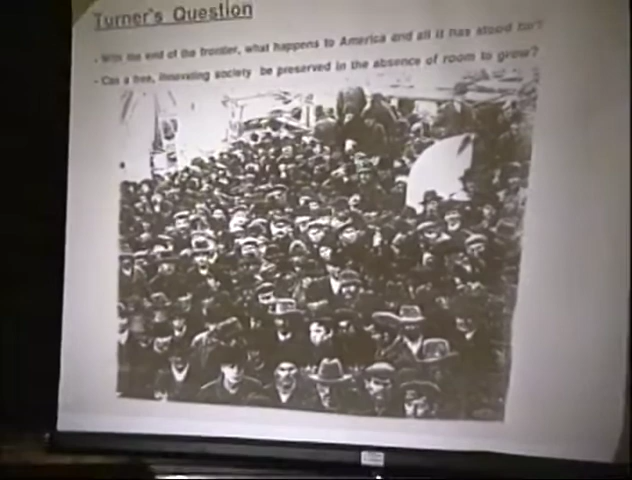 Turner's Question
- With the end of the frontier, what happens to America and all it has stood for?
- Can a free, innovating society be preserved in the absence of room to grow?